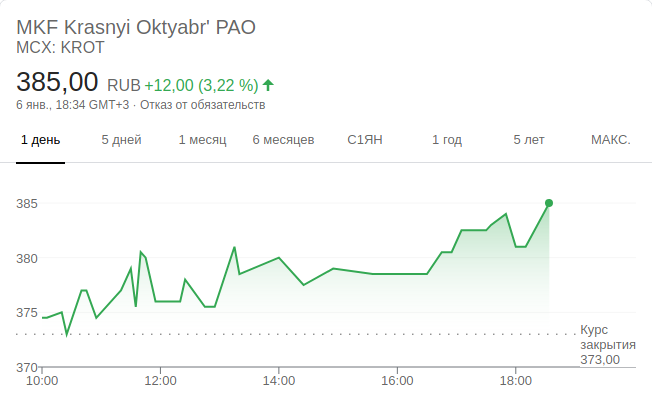 MKF Krasnyi Oktyabr' PAO
MCX: KROT
385,00 RUB +12,00 (3,22 %)
6 янв., 18:34 GMT+3 · Отказ от обязательств
1 день 5 дней 1 месяц 6 месяцев С1ЯН 1 год 5 лет МАКС.
385
380
375
Курс
закрытия
373,00
370
10:00 12:00 14:00 16:00 18:00